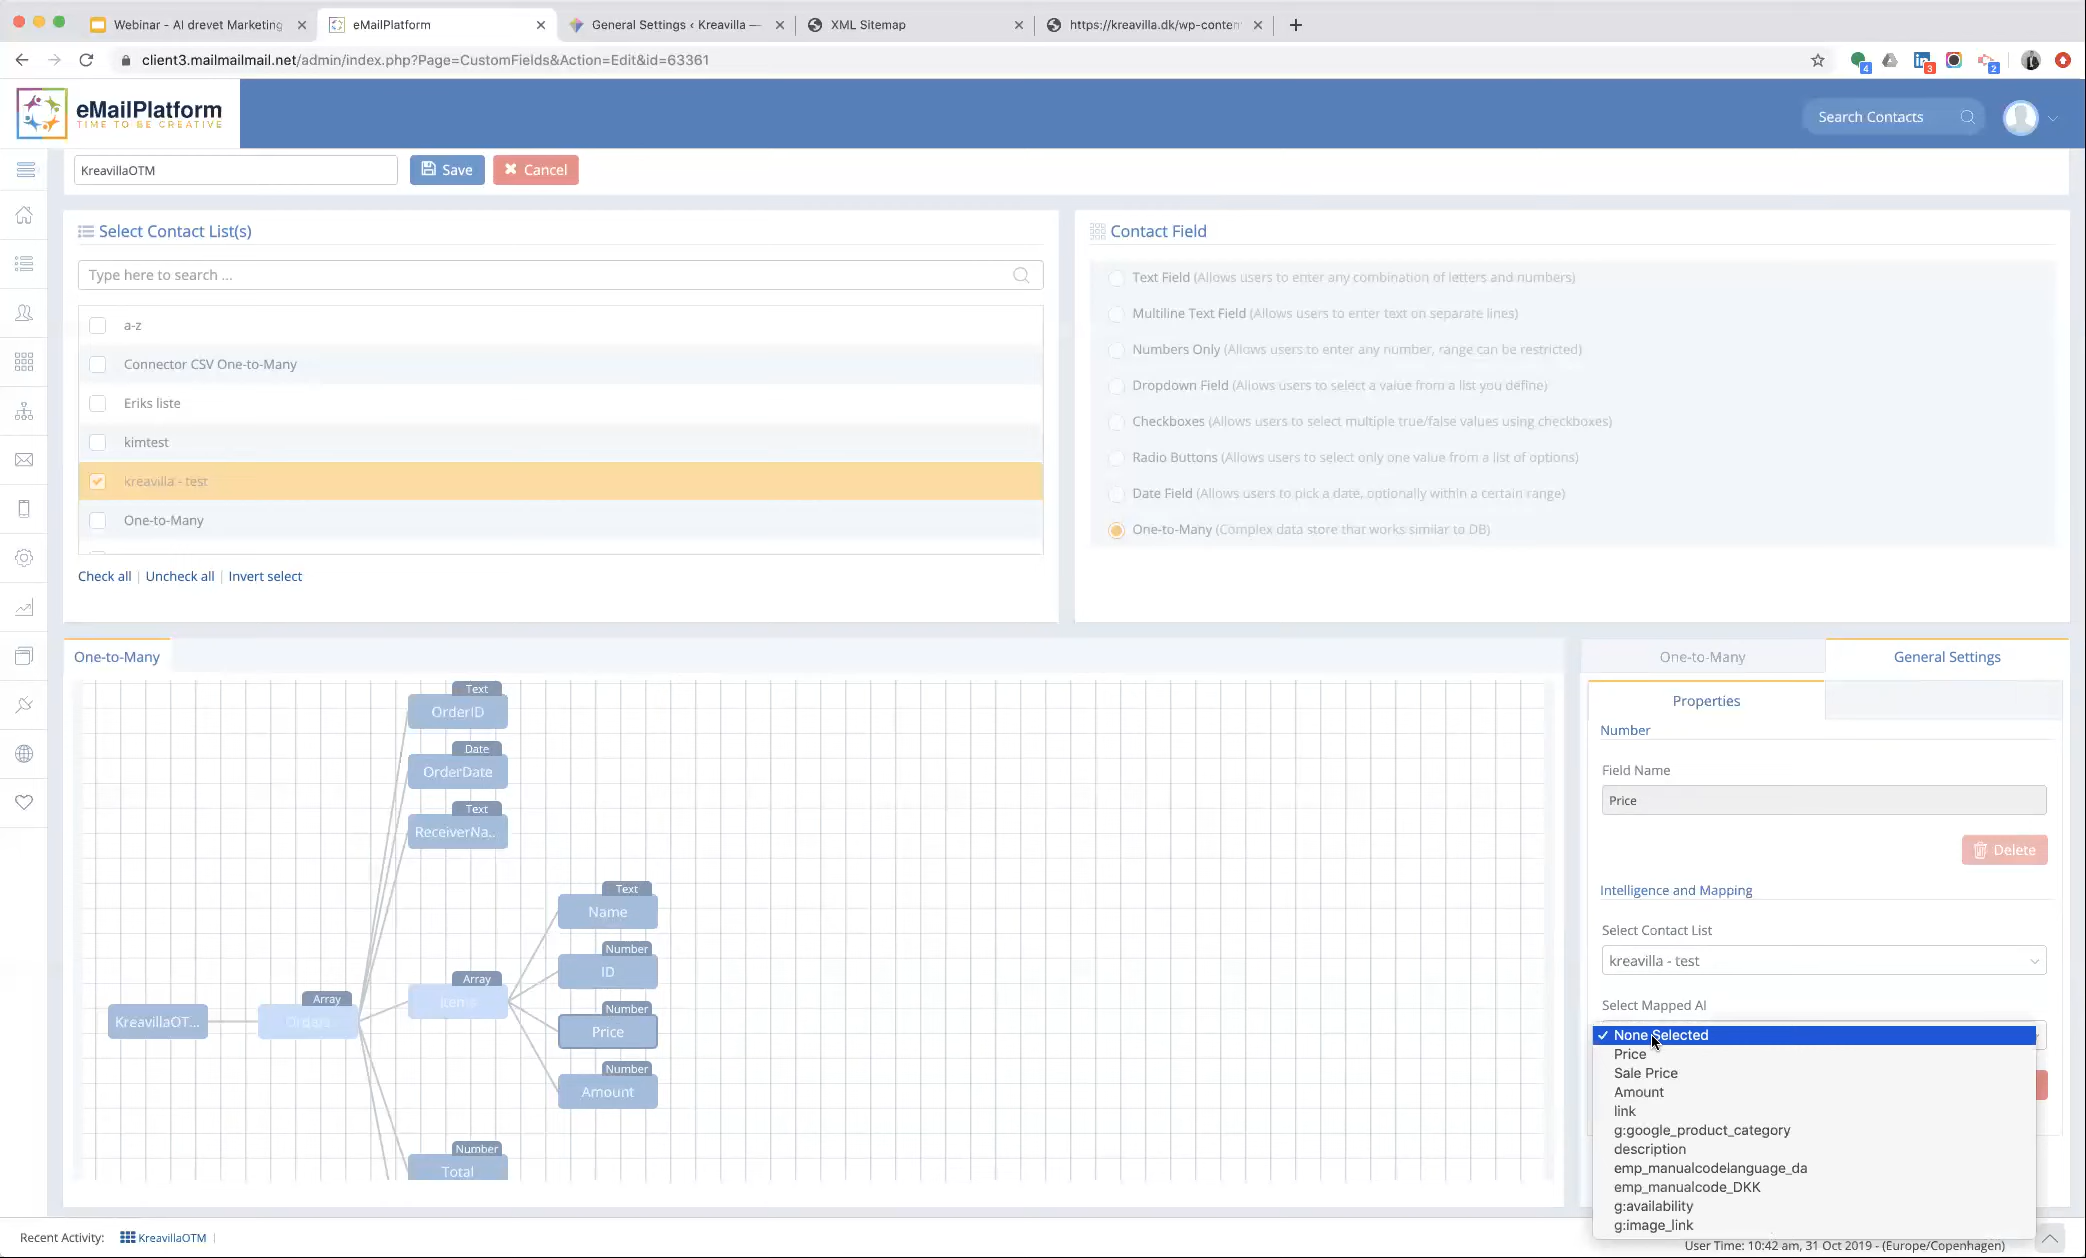 Webinar - AI drevet Marketing
eMailPlatform
General Settings ‹ Kreavilla —
XML Sitemap
https://kreavilla.dk/wp-conten
client3.mailmailmail.net/admin/index.php?Page=CustomFields&Action=Edit&id=63361
4
3
2
eMailPlatform
TIME TO BE CREATIVE
Search Contacts
KreavillaOTM
Save
Cancel
Select Contact List(s)
Type here to search ...
a-z
Connector CSV One-to-Many
Eriks liste
kimtest
kreavilla - test
One-to-Many
Check all | Uncheck all | Invert select
Contact Field
Text Field (Allows users to enter any combination of letters and numbers)
Multiline Text Field (Allows users to enter text on separate lines)
Numbers Only (Allows users to enter any number, range can be restricted)
Dropdown Field (Allows users to select a value from a list you define)
Checkboxes (Allows users to select multiple true/false values using checkboxes)
Radio Buttons (Allows users to select only one value from a list of options)
Date Field (Allows users to pick a date, optionally within a certain range)
One-to-Many (Complex data store that works similar to DB)
One-to-Many
Text
OrderID
Date
OrderDate
Text
ReceiverNa..
Text
Name
Number
ID
Array
Items
Array
Orders
KreavillaOT...
Number
Price
Number
Amount
Number
Total
One-to-Many
General Settings
Properties
Number
Field Name
Price
Delete
Intelligence and Mapping
Select Contact List
kreavilla - test
Select Mapped AI
None Selected
Price
Sale Price
Amount
link
g:google_product_category
description
emp_manualcodelanguage_da
emp_manualcode_DKK
g:availability
g:image_link
Recent Activity: KreavillaOTM |
User Time: 10:42 am, 31 Oct 2019 - (Europe/Copenhagen)